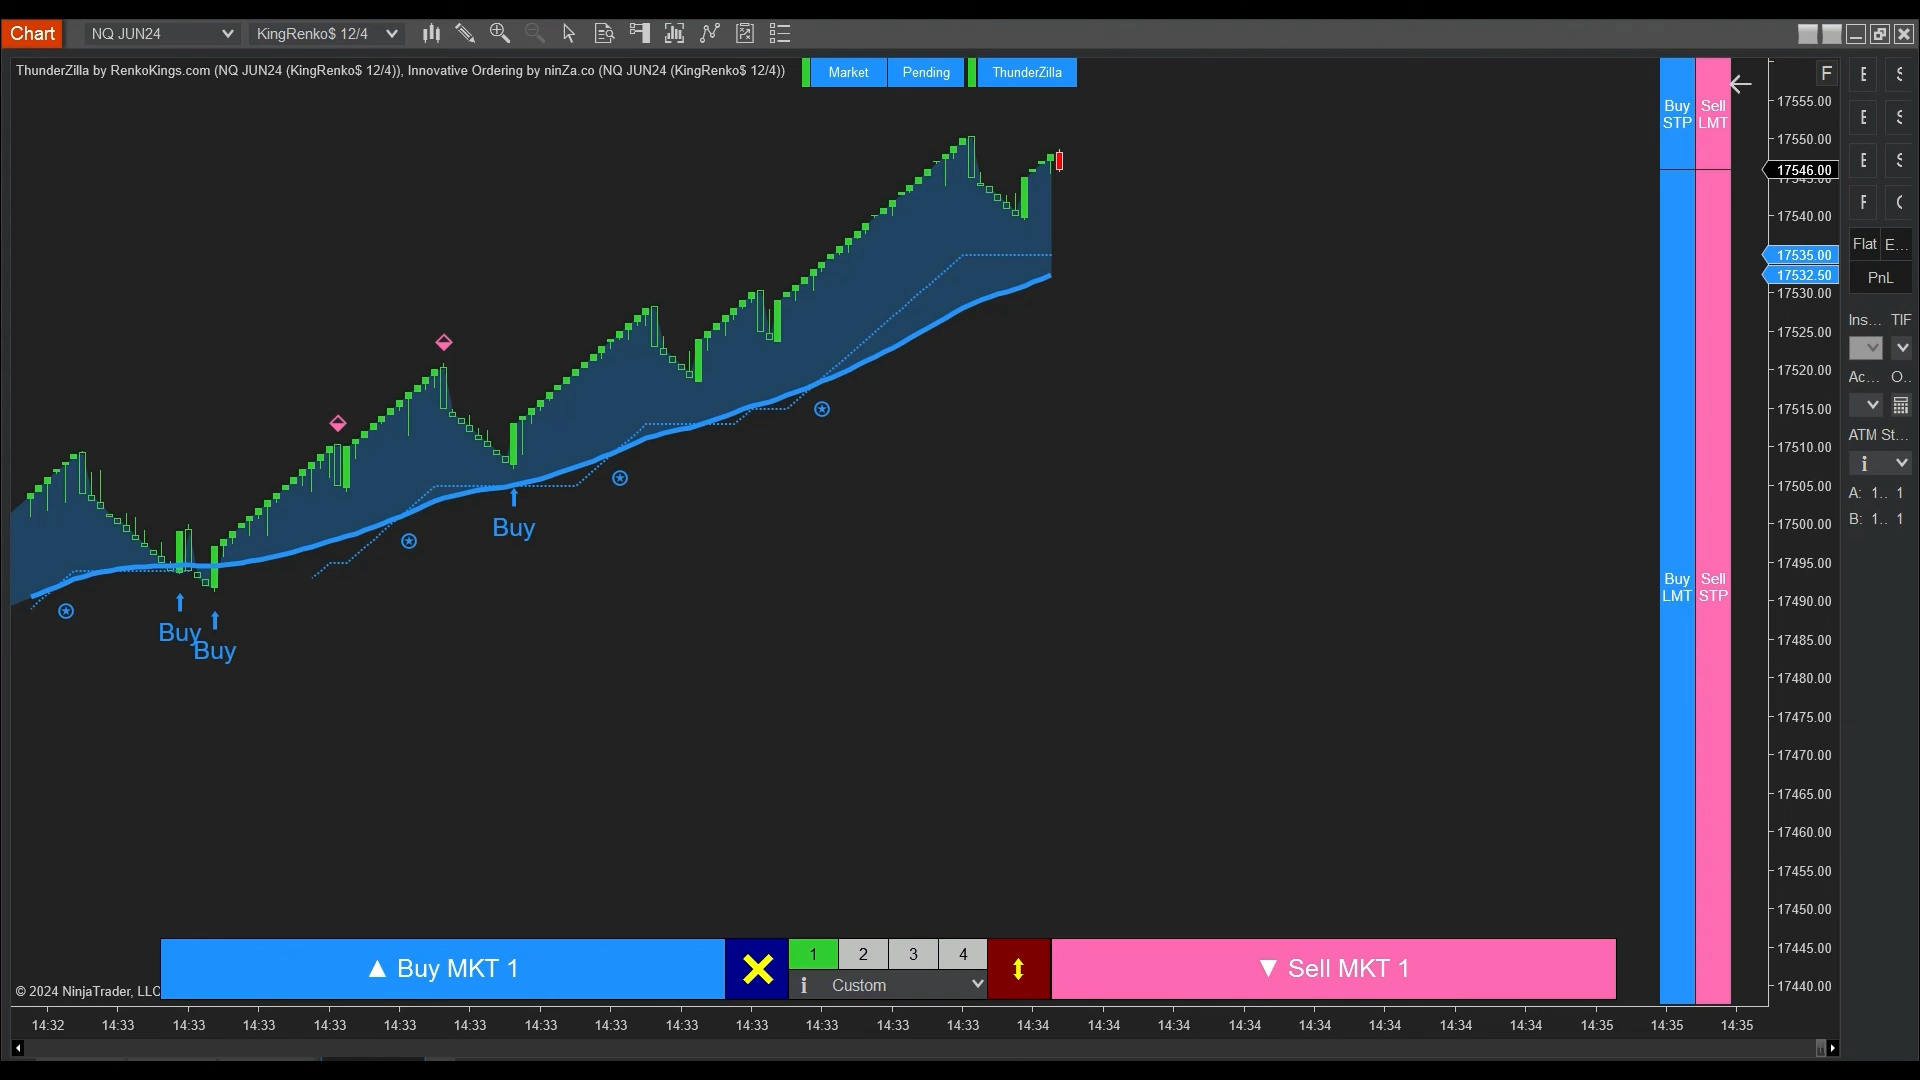 Chart
NQ JUN24
KingRenko$ 12/4
ThunderZilla by RenkoKings.com (NQ JUN24 (KingRenko$ 12/4)), Innovative Ordering by ninZa.co (NQ JUN24 (KingRenko$ 12/4))
Market
Pending
ThunderZilla
F
Buy STP
Sell LMT
17555.00
17550.00
17546.00
17540.00
17535.00
17532.50
17530.00
17525.00
17520.00
17515.00
17510.00
17505.00
17500.00
17495.00
17490.00
17485.00
17480.00
17475.00
17470.00
17465.00
17460.00
17455.00
17450.00
17445.00
17440.00
Flat
E...
PnL
Ins...
TIF
Ac...
O..
ATM St...
A: 1.. 1
B: 1.. 1
Buy
Buy
Buy
Buy LMT
Sell STP
▲ Buy MKT 1
1
2
3
4
i
Custom
▼ Sell MKT 1
© 2024 NinjaTrader, LLC
14:32
14:33
14:33
14:33
14:33
14:33
14:33
14:33
14:33
14:33
14:33
14:33
14:33
14:33
14:34
14:34
14:34
14:34
14:34
14:34
14:34
14:34
14:35
14:35
14:35